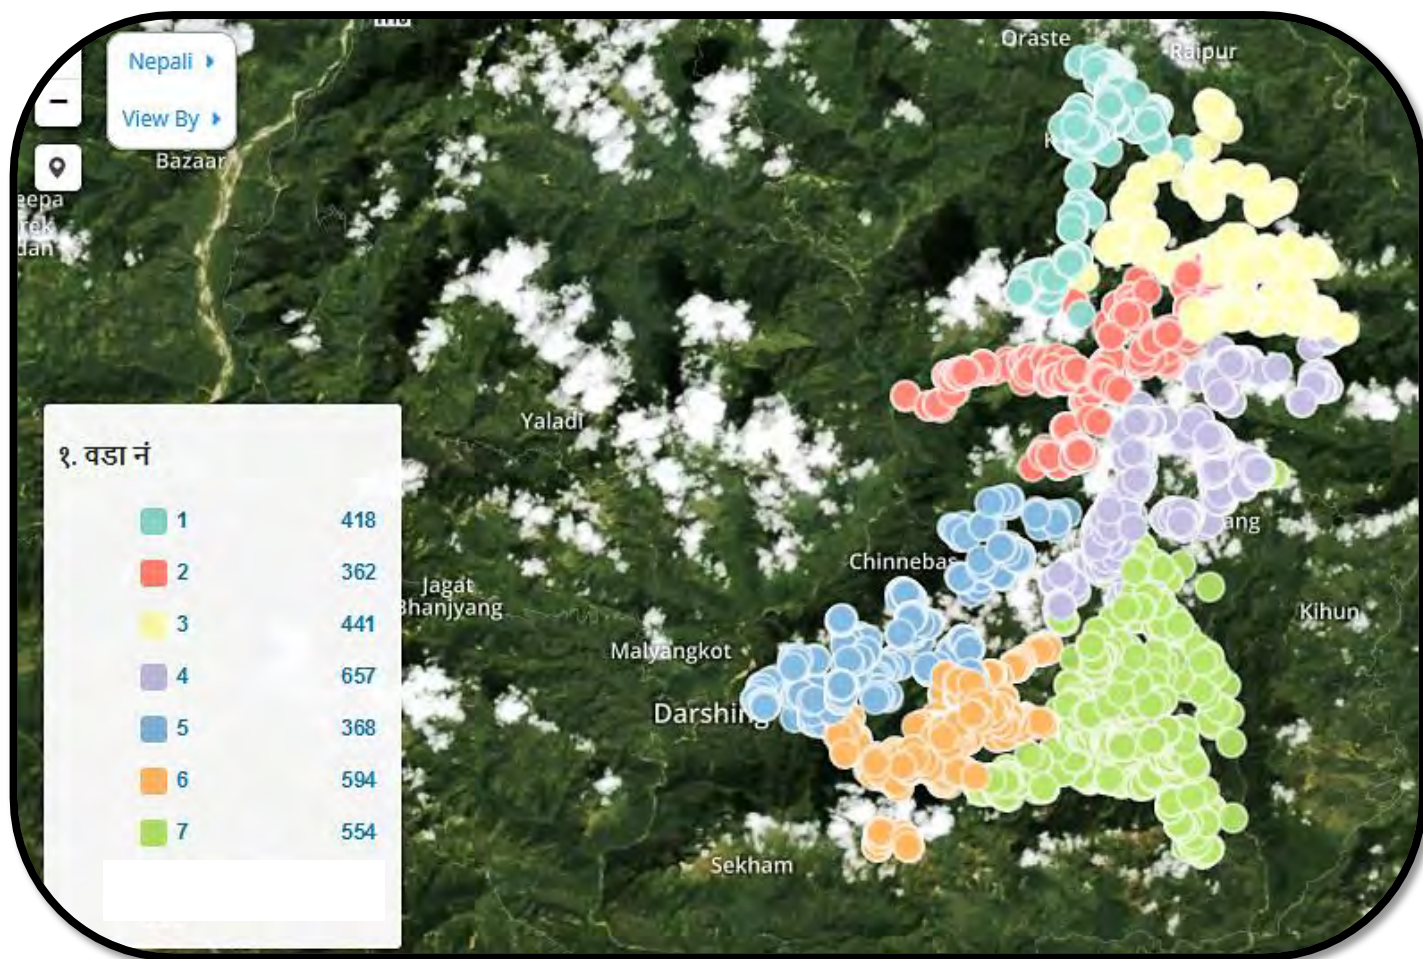 Nepali
View By
−
Bazaar
Oraste
Raipur
Yaladi
Jagat
Bhanjyang
Chinnebas
Malyangkot
Darshing
Sekham
Kihun
१. वडा नं
1 418
2 362
3 441
4 657
5 368
6 594
7 554